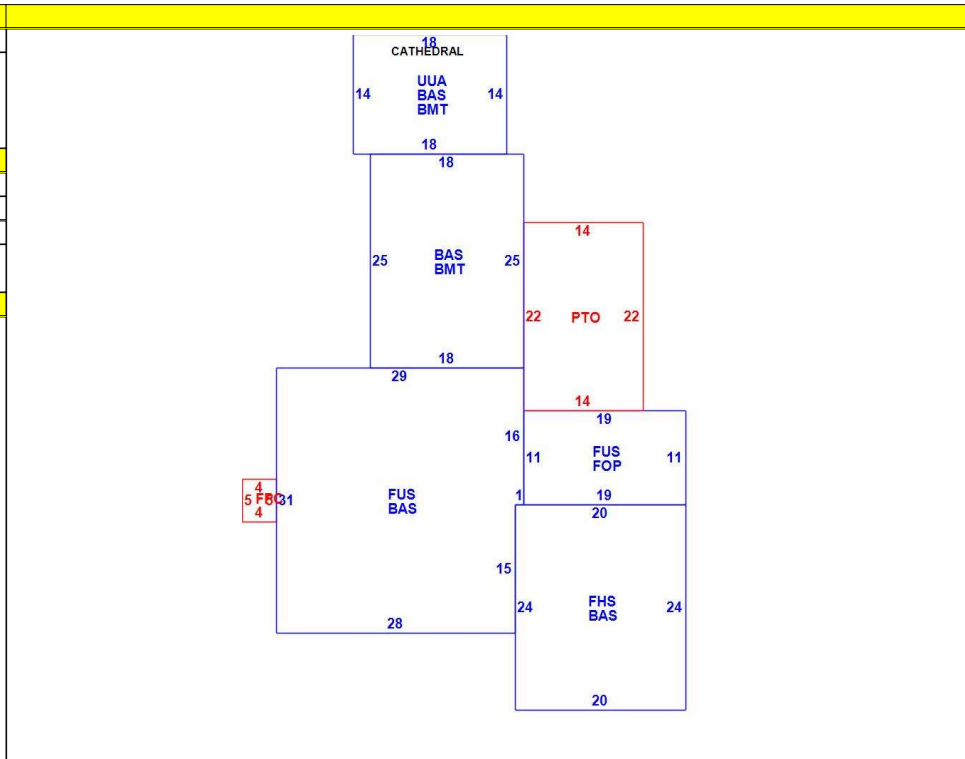 18
CATHEDRAL
UUA
14 BAS 14
BMT
18
18
14
25 BAS 25
BMT
22 PTO 22
18
29
14
19
16
11 FUS 11
FOP
4
5 31
4
FUS
BAS
1 19
20
15
24 FHS 24
BAS
28
20